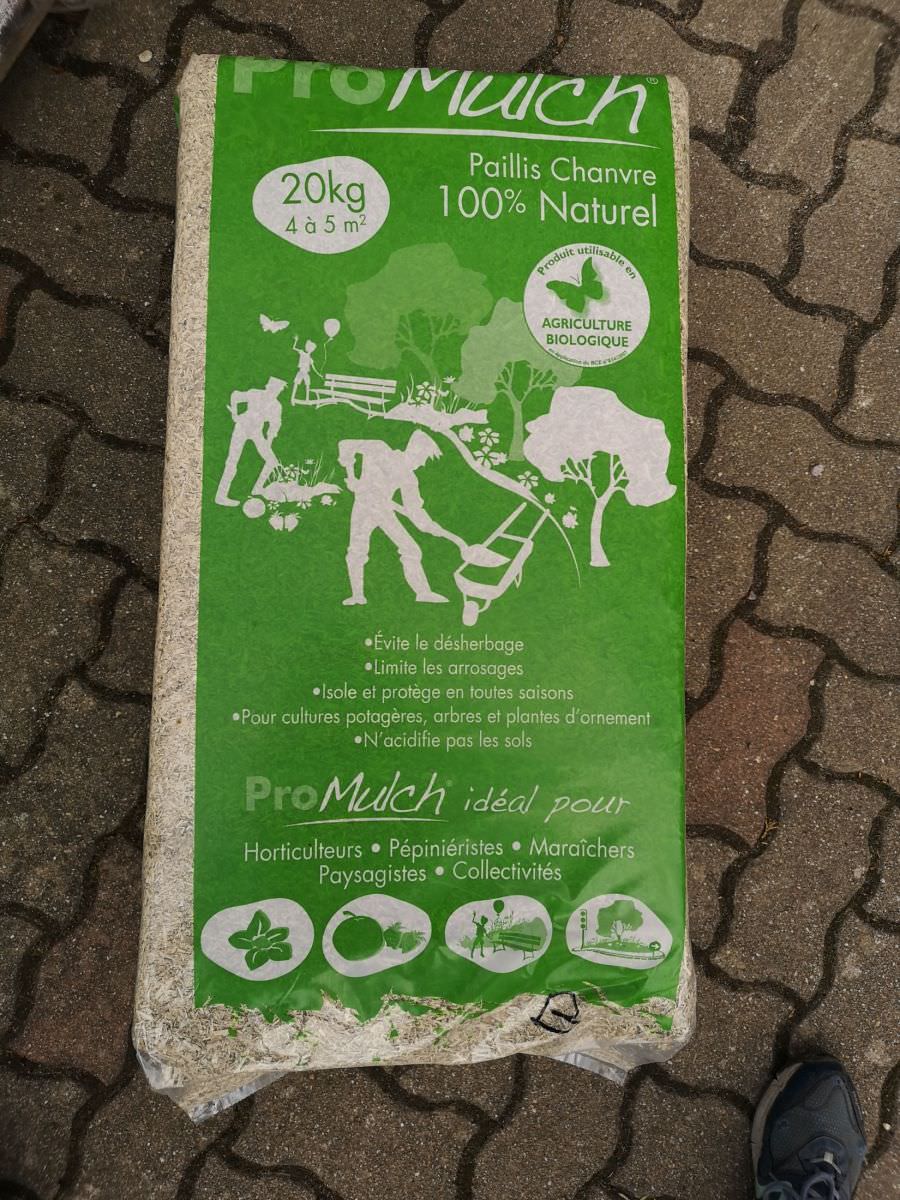 ProMulch®
Paillis Chanvre
100% Naturel
20kg
4 à 5 m²
Produit utilisable en
AGRICULTURE
BIOLOGIQUE
•Évite le désherbage
•Limite les arrosages
•Isole et protège en toutes saisons
•Pour cultures potagères, arbres et plantes d'ornement
•N'acidifie pas les sols
ProMulch® idéal pour
Horticulteurs • Pépiniéristes • Maraîchers
Paysagistes • Collectivités